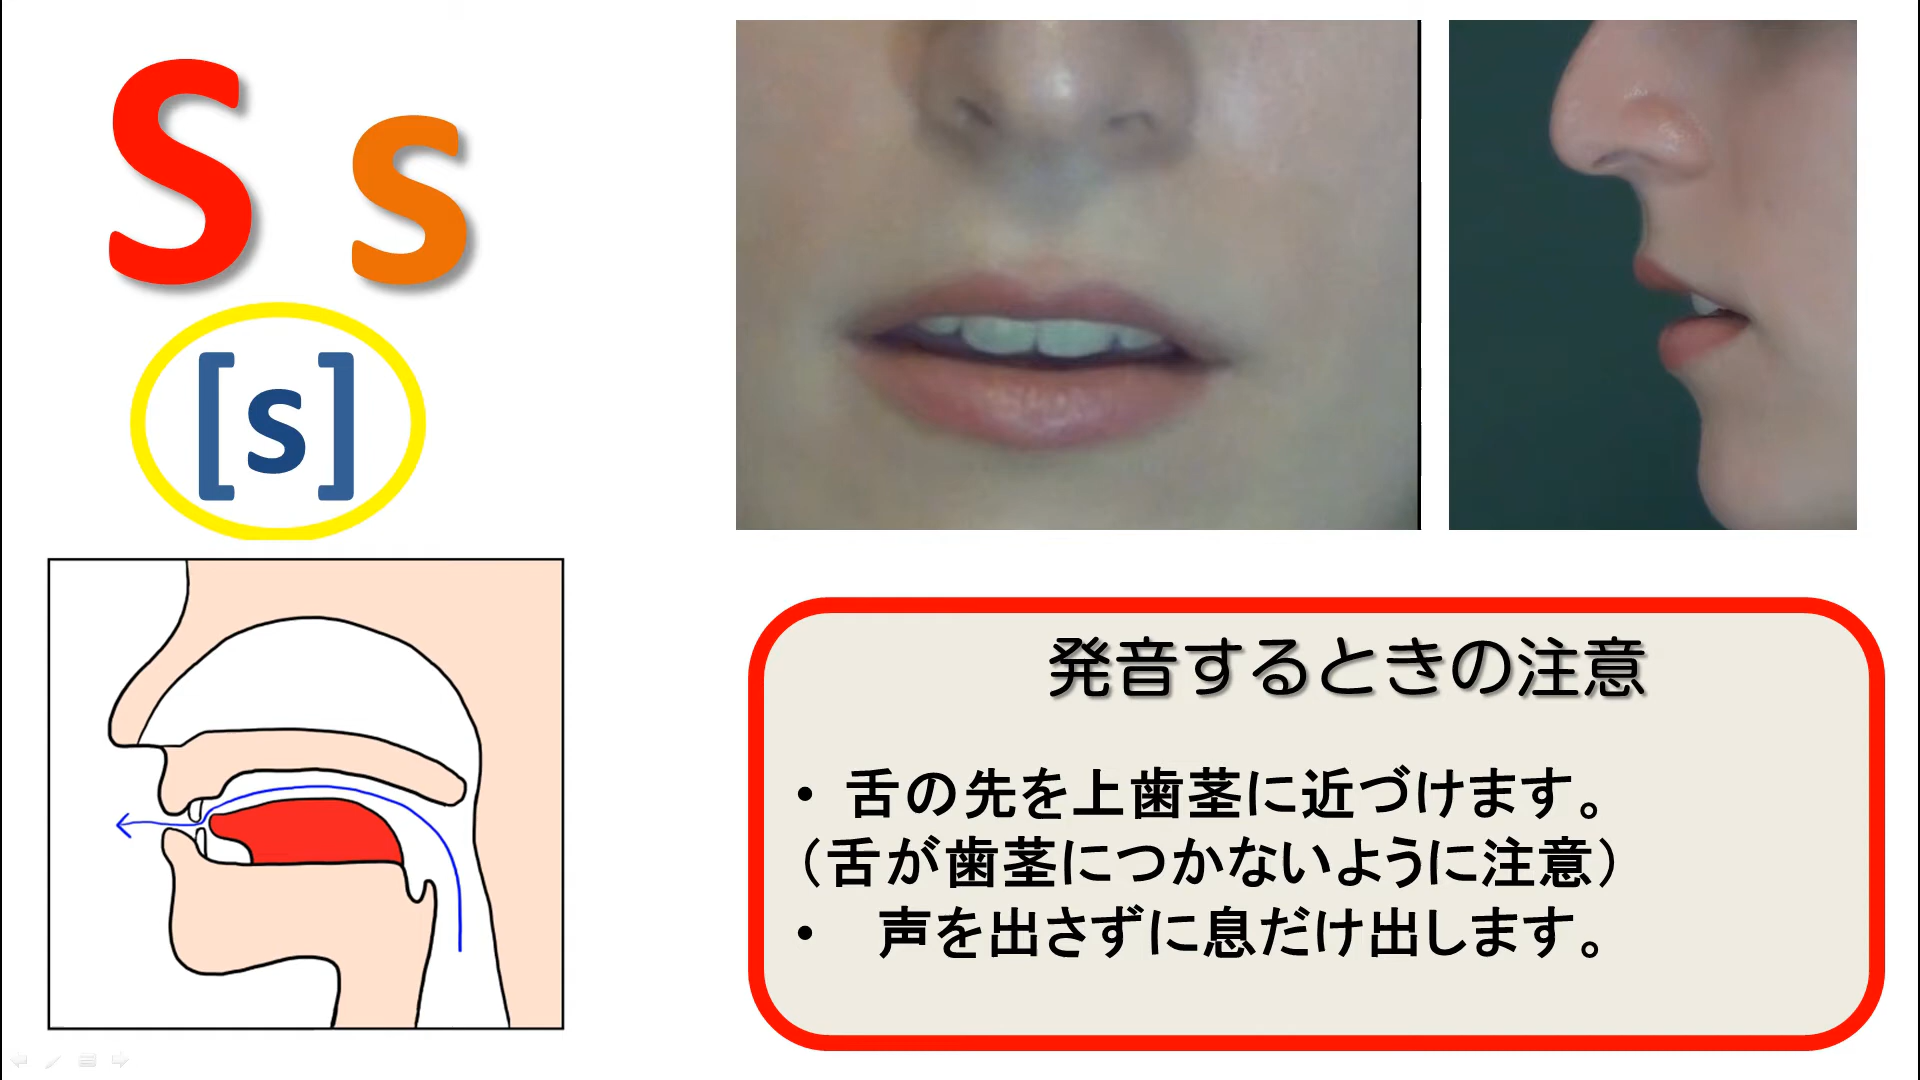 S s
[s]
発音するときの注意
• 舌の先を上歯茎に近づけます。
（舌が歯茎につかないように注意）
• 声を出さずに息だけ出します。